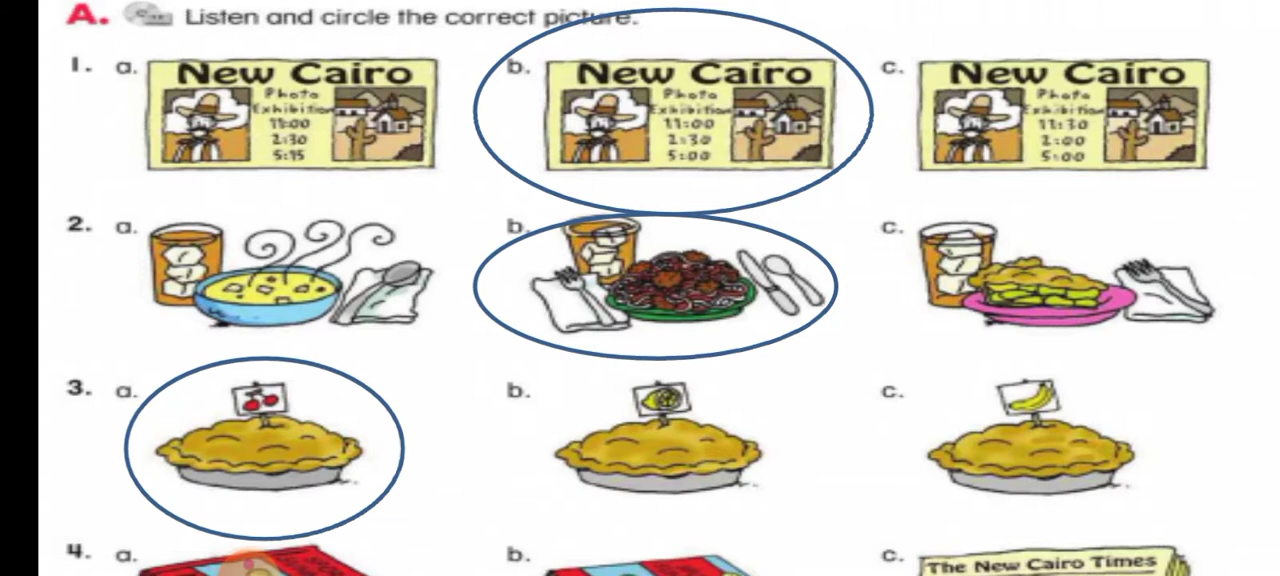 A. Listen and circle the correct picture.
1. a. New Cairo
Photo
Exhibition
11:00
2:30
5:15
b. New Cairo
Photo
Exhibition
11:00
2:30
5:00
c. New Cairo
Photo
Exhibition
11:30
2:00
5:00
2. a. b. c.
3. a. b. c.
4. a. b. c.
The New Cairo Times